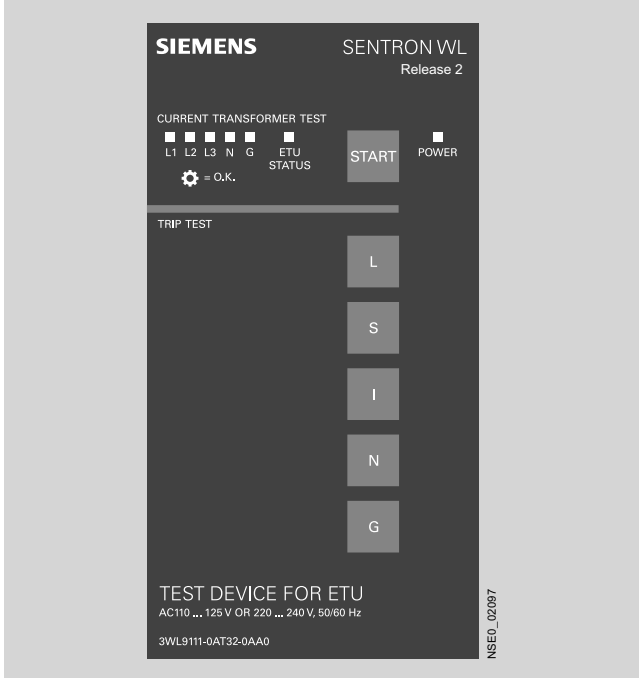 SIEMENS
SENTRON WL
Release 2
CURRENT TRANSFORMER TEST
L1 L2 L3 N G ETU STATUS
START
POWER
= O.K.
TRIP TEST
L
S
I
N
G
TEST DEVICE FOR ETU
AC110 ... 125 V OR 220 ... 240 V, 50/60 Hz
3WL9111-0AT32-0AA0
NSE0_02097